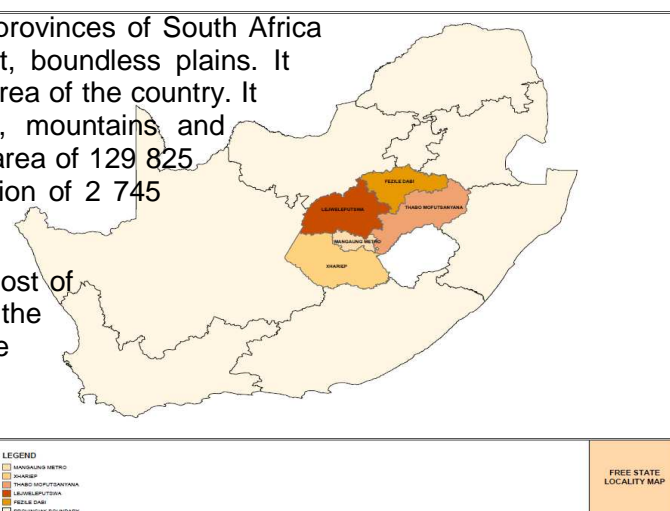 provinces of South Africa
t, boundless plains. It
rea of the country. It
, mountains and
area of 129 825
ion of 2 745
ost of
the
e
FEZILE DABI
LEJWELEPUTSWA
THABO MOFUTSANYANA
MANGAUNG METRO
XHARIEP
LEGEND
MANGAUNG METRO
XHARIEP
THABO MOFUTSANYANA
LEJWELEPUTSWA
FEZILE DABI
FREE STATE
LOCALITY MAP